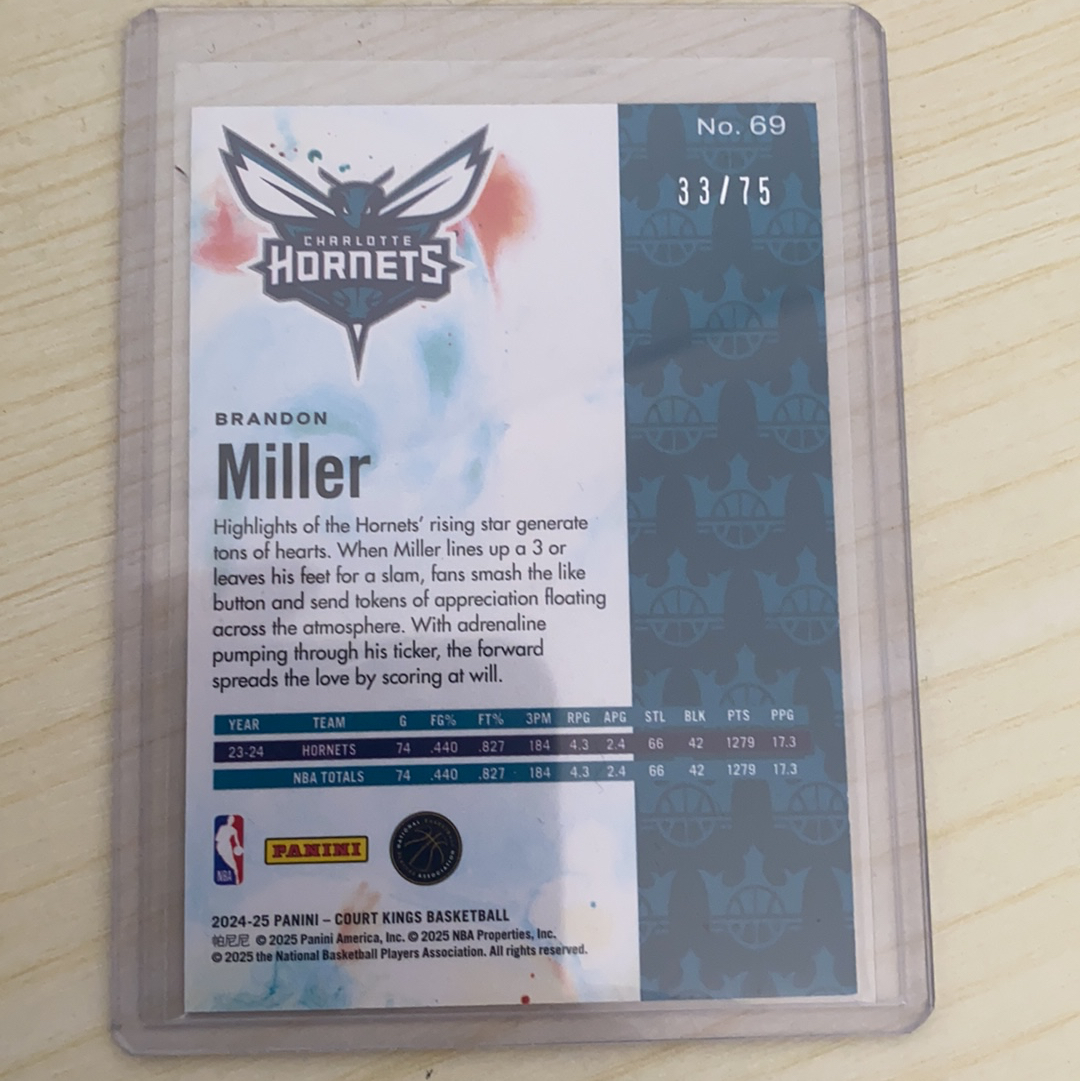 No. 69
33/75
CHARLOTTE
HORNETS
BRANDON
Miller
Highlights of the Hornets' rising star generate
tons of hearts. When Miller lines up a 3 or
leaves his feet for a slam, fans smash the like
button and send tokens of appreciation floating
across the atmosphere. With adrenaline
pumping through his ticker, the forward
spreads the love by scoring at will.
YEAR TEAM G FG% FT% 3PM RPG APG STL BLK PTS PPG
23-24 HORNETS 74 .440 .827 184 4.3 2.4 66 42 1279 17.3
NBA TOTALS 74 .440 .827 184 4.3 2.4 66 42 1279 17.3
NBA
PANINI
2024-25 PANINI – COURT KINGS BASKETBALL
帕尼尼 © 2025 Panini America, Inc. © 2025 NBA Properties, Inc.
© 2025 the National Basketball Players Association. All rights reserved.